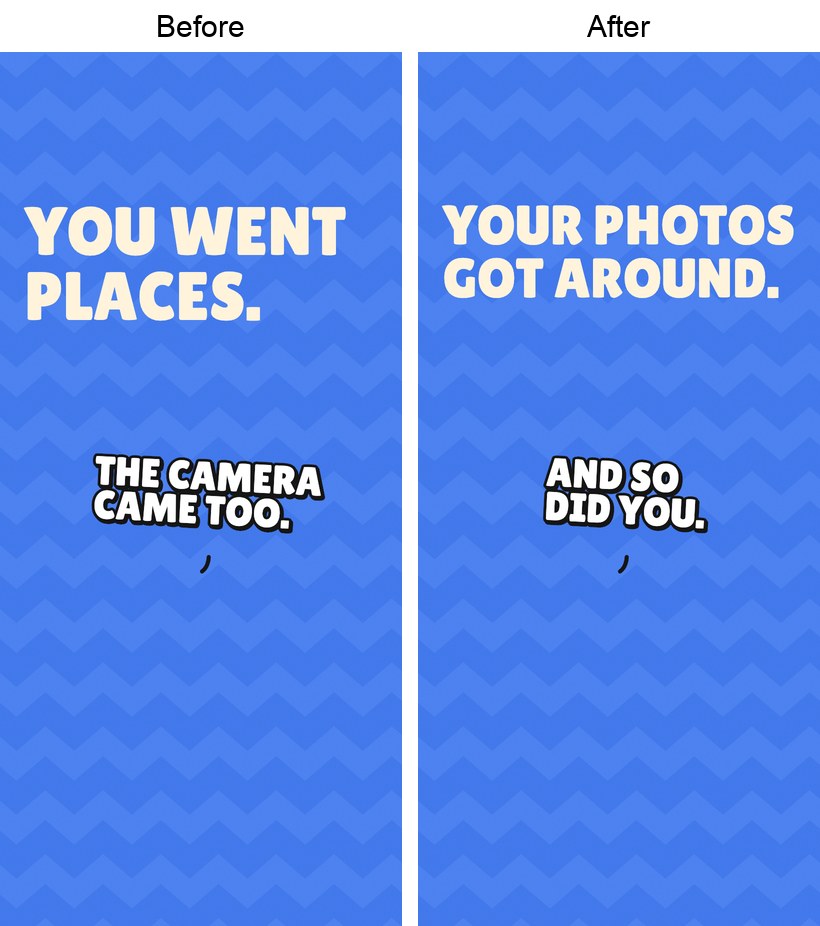 Before
YOU WENT
PLACES.
THE CAMERA
CAME TOO.
After
YOUR PHOTOS
GOT AROUND.
AND SO
DID YOU.